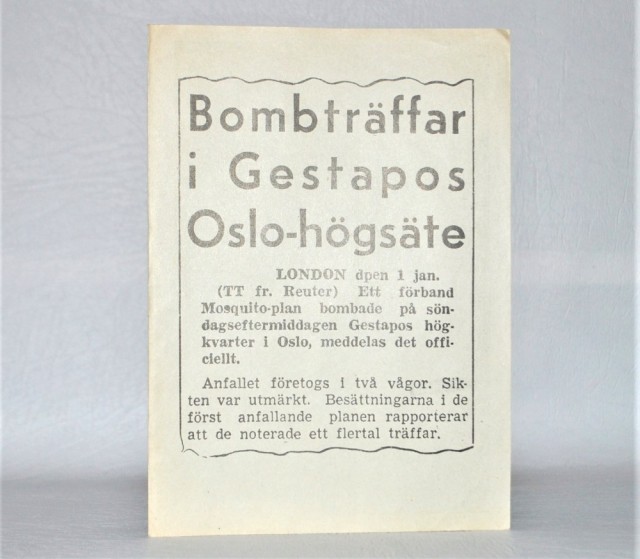 Bombträffar
i Gestapos
Oslo-högsäte
LONDON dpen 1 jan.
(TT fr. Reuter) Ett förband
Mosquito-plan bombade på sön-
dagseftermiddagen Gestapos hög-
kvarter i Oslo, meddelas det offi-
ciellt.
Anfallet företogs i två vågor. Sik-
ten var utmärkt. Besättningarna i de
först anfallande planen rapporterar
att de noterade ett flertal träffar.